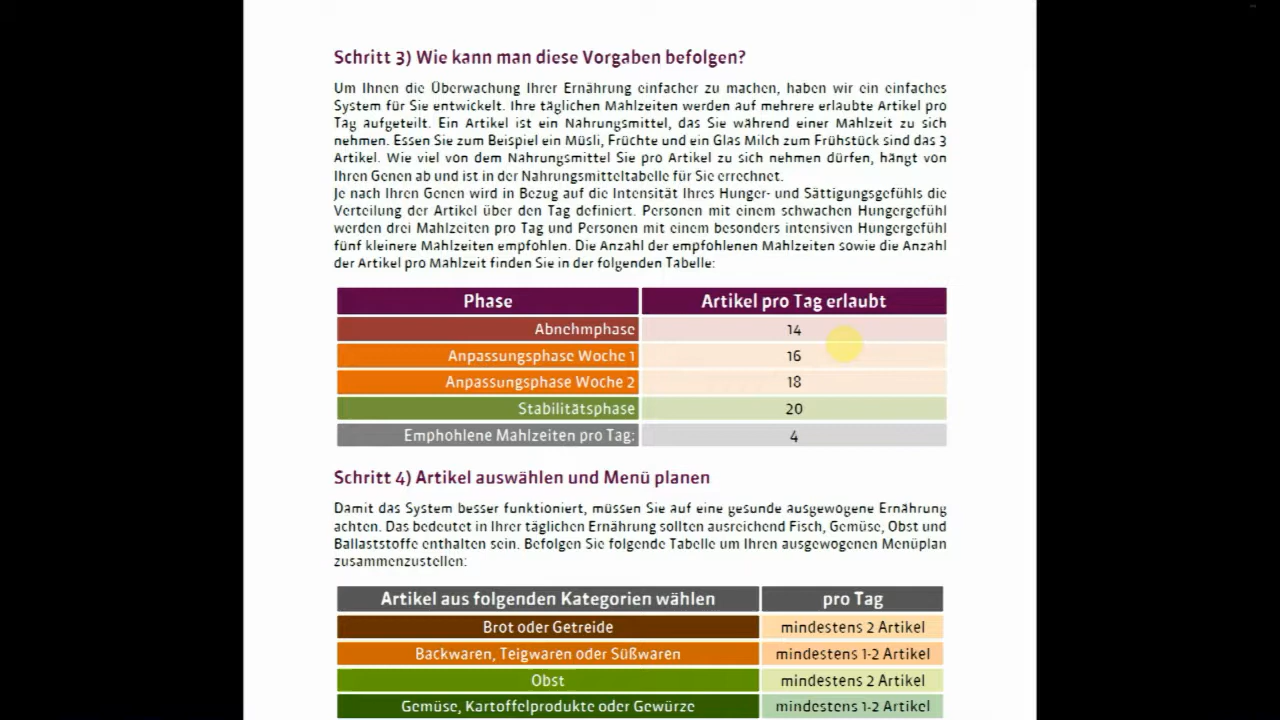 Schritt 3) Wie kann man diese Vorgaben befolgen?
Um Ihnen die Überwachung Ihrer Ernährung einfacher zu machen, haben wir ein einfaches
System für Sie entwickelt. Ihre täglichen Mahlzeiten werden auf mehrere erlaubte Artikel pro
Tag aufgeteilt. Ein Artikel ist ein Nahrungsmittel, das Sie während einer Mahlzeit zu sich
nehmen. Essen Sie zum Beispiel ein Müsli, Früchte und ein Glas Milch zum Frühstück sind das 3
Artikel. Wie viel von dem Nahrungsmittel Sie pro Artikel zu sich nehmen dürfen, hängt von
Ihren Genen ab und ist in der Nahrungsmitteltabelle für Sie errechnet.
Je nach Ihren Genen wird in Bezug auf die Intensität Ihres Hunger- und Sättigungsgefühls die
Verteilung der Artikel über den Tag definiert. Personen mit einem schwachen Hungergefühl
werden drei Mahlzeiten pro Tag und Personen mit einem besonders intensiven Hungergefühl
fünf kleinere Mahlzeiten empfohlen. Die Anzahl der empfohlenen Mahlzeiten sowie die Anzahl
der Artikel pro Mahlzeit finden Sie in der folgenden Tabelle:
Phase Artikel pro Tag erlaubt
Abnehmphase 14
Anpassungsphase Woche 1 16
Anpassungsphase Woche 2 18
Stabilitätsphase 20
Emphohlene Mahlzeiten pro Tag: 4
Schritt 4) Artikel auswählen und Menü planen
Damit das System besser funktioniert, müssen Sie auf eine gesunde ausgewogene Ernährung
achten. Das bedeutet in Ihrer täglichen Ernährung sollten ausreichend Fisch, Gemüse, Obst und
Ballaststoffe enthalten sein. Befolgen Sie folgende Tabelle um Ihren ausgewogenen Menüplan
zusammenzustellen:
Artikel aus folgenden Kategorien wählen pro Tag
Brot oder Getreide mindestens 2 Artikel
Backwaren, Teigwaren oder Süßwaren mindestens 1-2 Artikel
Obst mindestens 2 Artikel
Gemüse, Kartoffelprodukte oder Gewürze mindestens 1-2 Artikel